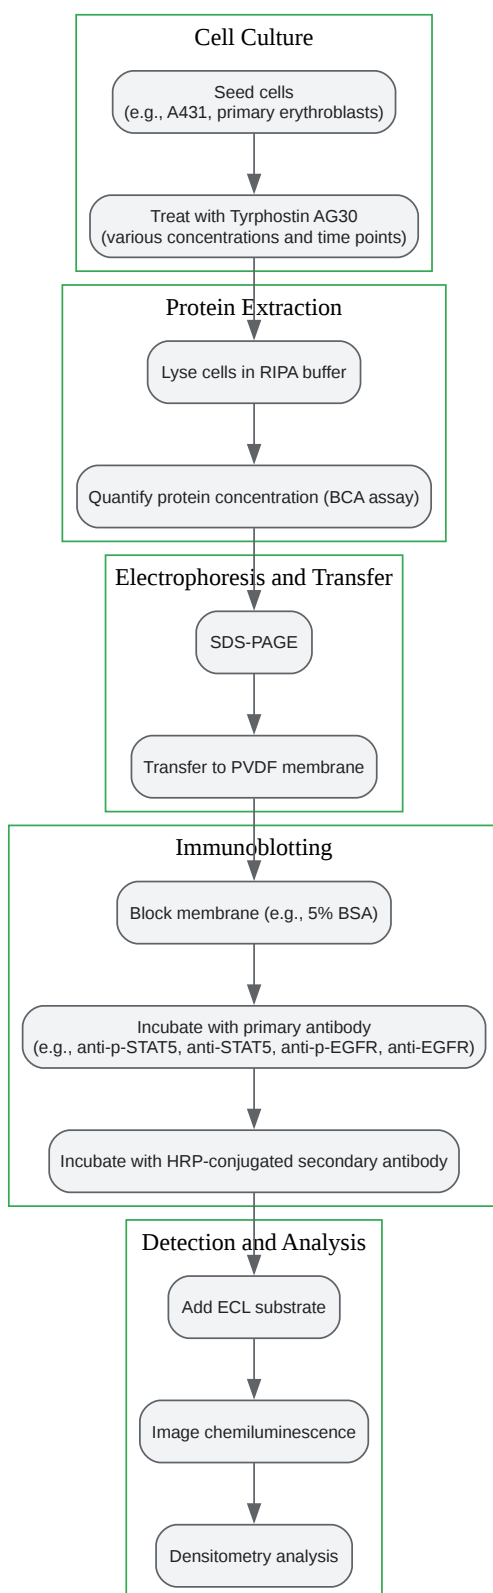 Cell Culture
Seed cells
(e.g., A431, primary erythroblasts)
Treat with Tyrphostin AG30
(various concentrations and time points)
Protein Extraction
Lyse cells in RIPA buffer
Quantify protein concentration (BCA assay)
Electrophoresis and Transfer
SDS-PAGE
Transfer to PVDF membrane
Immunoblotting
Block membrane (e.g., 5% BSA)
Incubate with primary antibody
(e.g., anti-p-STAT5, anti-STAT5, anti-p-EGFR, anti-EGFR)
Incubate with HRP-conjugated secondary antibody
Detection and Analysis
Add ECL substrate
Image chemiluminescence
Densitometry analysis